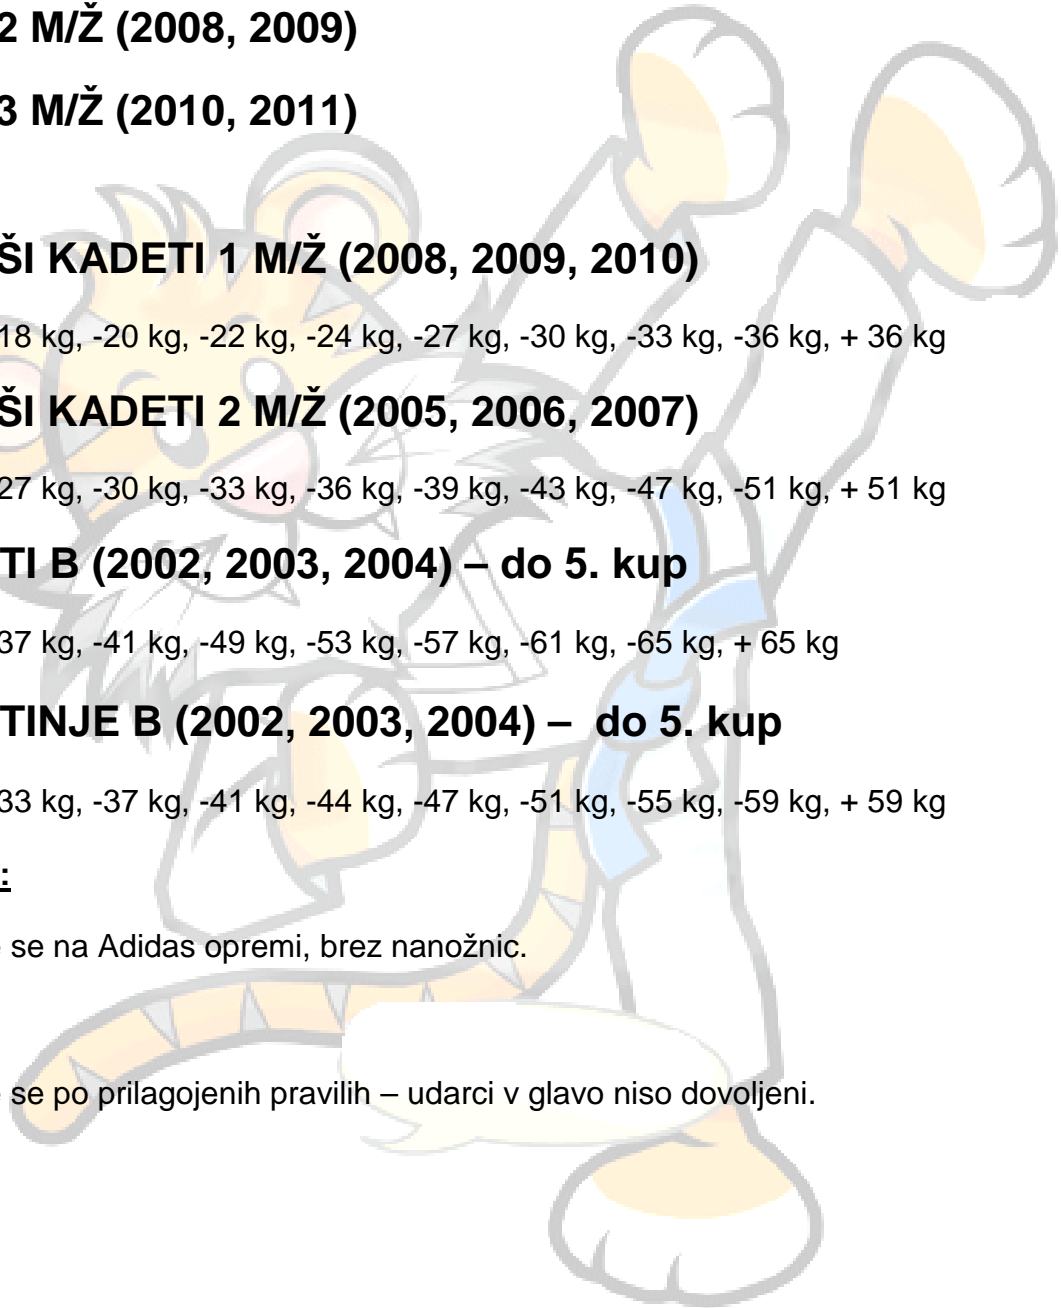 2 M/Ž (2008, 2009)
3 M/Ž (2010, 2011)
ŠI KADETI 1 M/Ž (2008, 2009, 2010)
18 kg, -20 kg, -22 kg, -24 kg, -27 kg, -30 kg, -33 kg, -36 kg, + 36 kg
ŠI KADETI 2 M/Ž (2005, 2006, 2007)
27 kg, -30 kg, -33 kg, -36 kg, -39 kg, -43 kg, -47 kg, -51 kg, + 51 kg
TI B (2002, 2003, 2004) – do 5. kup
37 kg, -41 kg, -49 kg, -53 kg, -57 kg, -61 kg, -65 kg, + 65 kg
TINJE B (2002, 2003, 2004) –  do 5. kup
33 kg, -37 kg, -41 kg, -44 kg, -47 kg, -51 kg, -55 kg, -59 kg, + 59 kg
:
se na Adidas opremi, brez nanožnic.
se po prilagojenih pravilih – udarci v glavo niso dovoljeni.